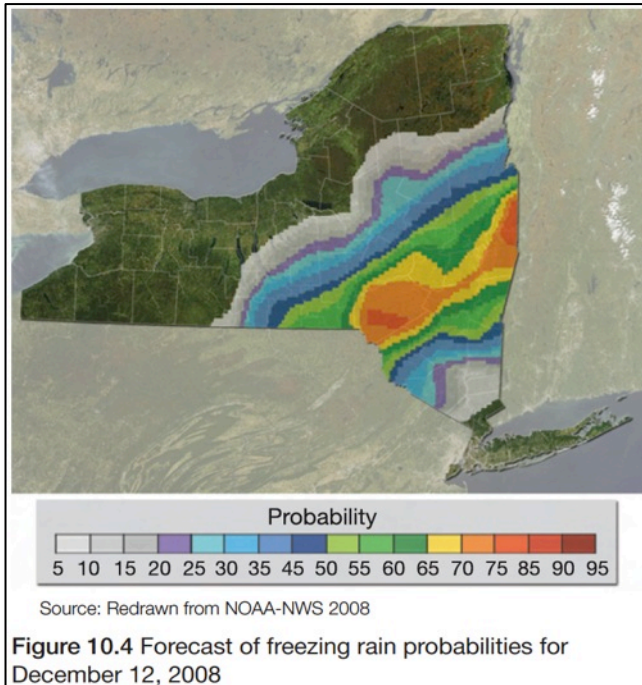 Probability
5 10 15 20 25 30 35 45 50 55 60 65 70 75 85 90 95
Source: Redrawn from NOAA-NWS 2008
Figure 10.4 Forecast of freezing rain probabilities for
December 12, 2008